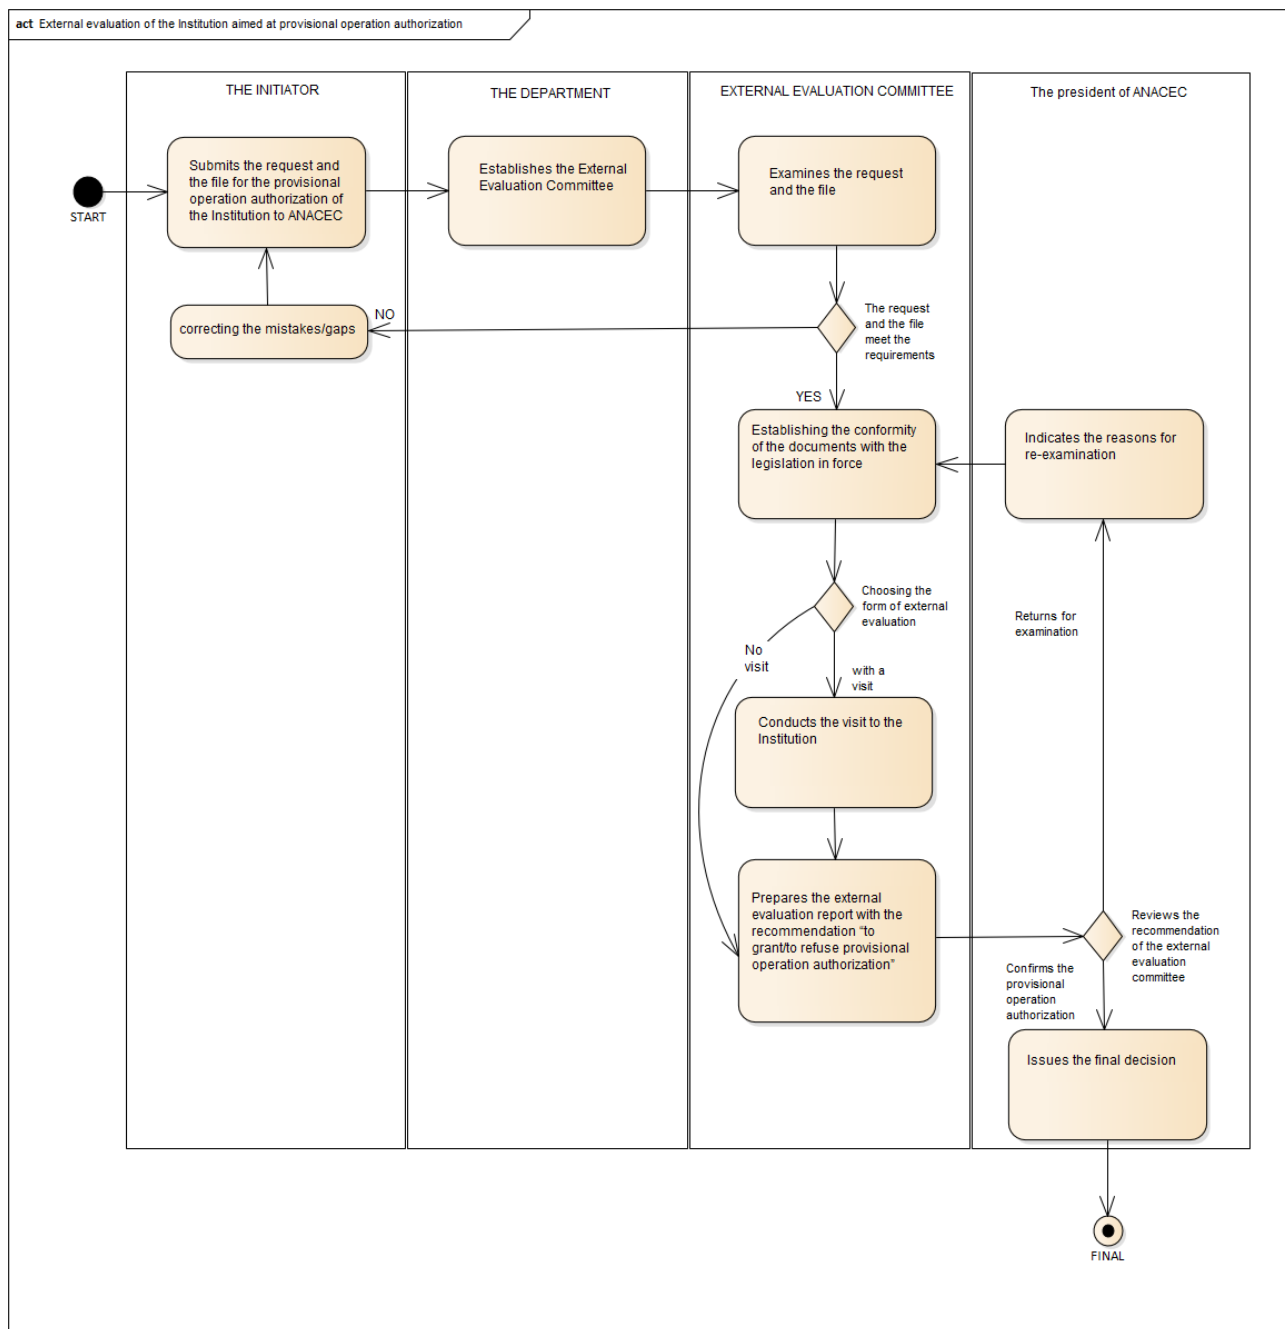 act External evaluation of the Institution aimed at provisional operation authorization
THE INITIATOR
THE DEPARTMENT
EXTERNAL EVALUATION COMMITTEE
The president of ANACEC
START
Submits the request and
the file for the provisional
operation authorization of
the Institution to ANACEC
Establishes the External
Evaluation Committee
Examines the request
and the file
correcting the mistakes/gaps
NO
The request
and the file
meet the
requirements
YES
Establishing the conformity
of the documents with the
legislation in force
Indicates the reasons for
re-examination
Choosing the
form of external
evaluation
Returns for
examination
No
visit
with a
visit
Conducts the visit to the
Institution
Prepares the external
evaluation report with the
recommendation “to
grant/to refuse provisional
operation authorization”
Reviews the
recommendation
of the external
evaluation
committee
Confirms the
provisional
operation
authorization
Issues the final decision
FINAL